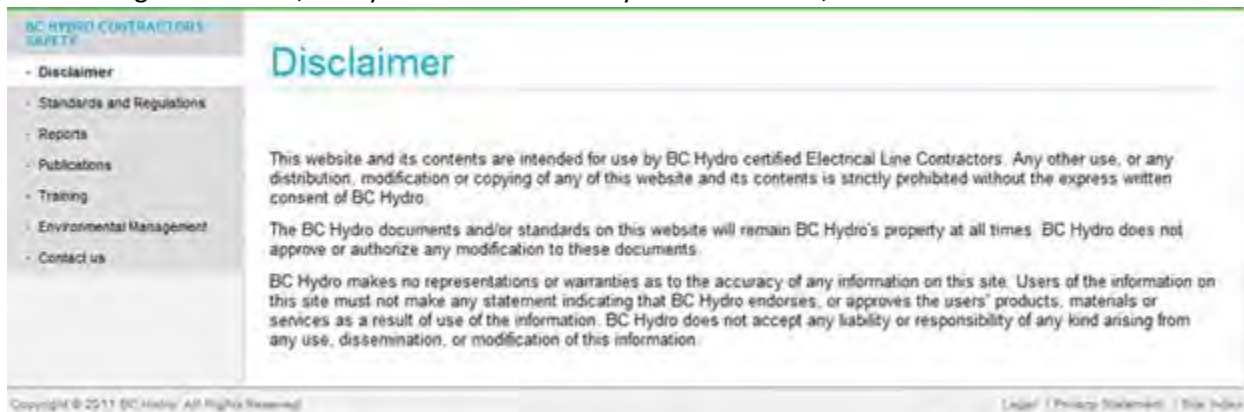 BC HYDRO CONTRACTORS
SAFETY
- Disclaimer
- Standards and Regulations
- Reports
- Publications
- Training
- Environmental Management
- Contact us
Disclaimer
This website and its contents are intended for use by BC Hydro certified Electrical Line Contractors. Any other use, or any
distribution, modification or copying of any of this website and its contents is strictly prohibited without the express written
consent of BC Hydro.
The BC Hydro documents and/or standards on this website will remain BC Hydro's property at all times. BC Hydro does not
approve or authorize any modification to these documents.
BC Hydro makes no representations or warranties as to the accuracy of any information on this site. Users of the information on
this site must not make any statement indicating that BC Hydro endorses, or approves the users' products, materials or
services as a result of use of the information. BC Hydro does not accept any liability or responsibility of any kind arising from
any use, dissemination, or modification of this information.
Copyright © 2011 BC Hydro. All Rights Reserved.
Legal | Privacy Statement | Site Index